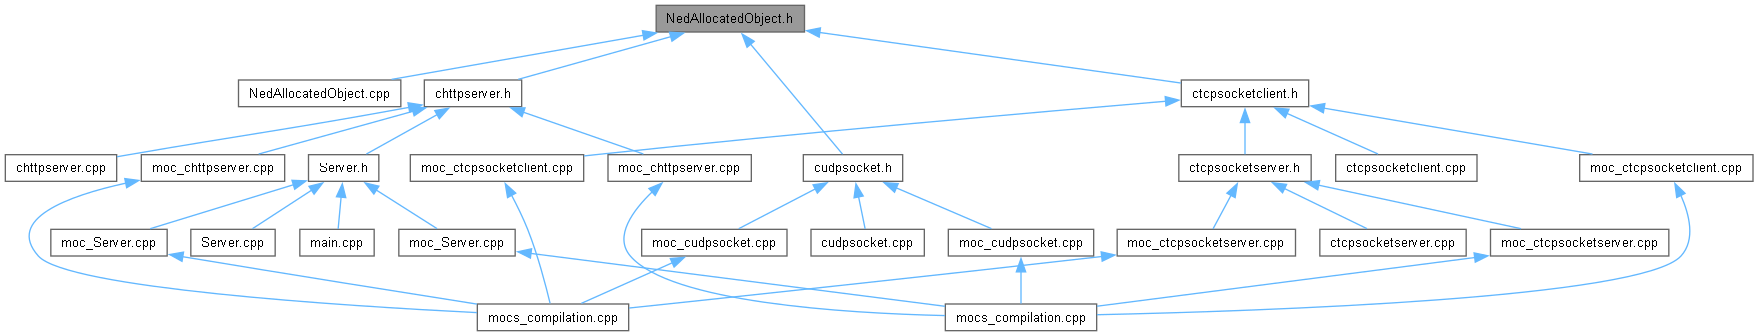 NedAllocatedObject.h
NedAllocatedObject.cpp
chttpserver.h
ctcpsocketclient.h
chttpserver.cpp
moc_chttpserver.cpp
Server.h
moc_ctcpsocketclient.cpp
moc_chttpserver.cpp
cudpsocket.h
ctcpsocketserver.h
ctcpsocketclient.cpp
moc_ctcpsocketclient.cpp
moc_Server.cpp
Server.cpp
main.cpp
moc_Server.cpp
moc_cudpsocket.cpp
cudpsocket.cpp
moc_cudpsocket.cpp
moc_ctcpsocketserver.cpp
ctcpsocketserver.cpp
moc_ctcpsocketserver.cpp
mocs_compilation.cpp
mocs_compilation.cpp